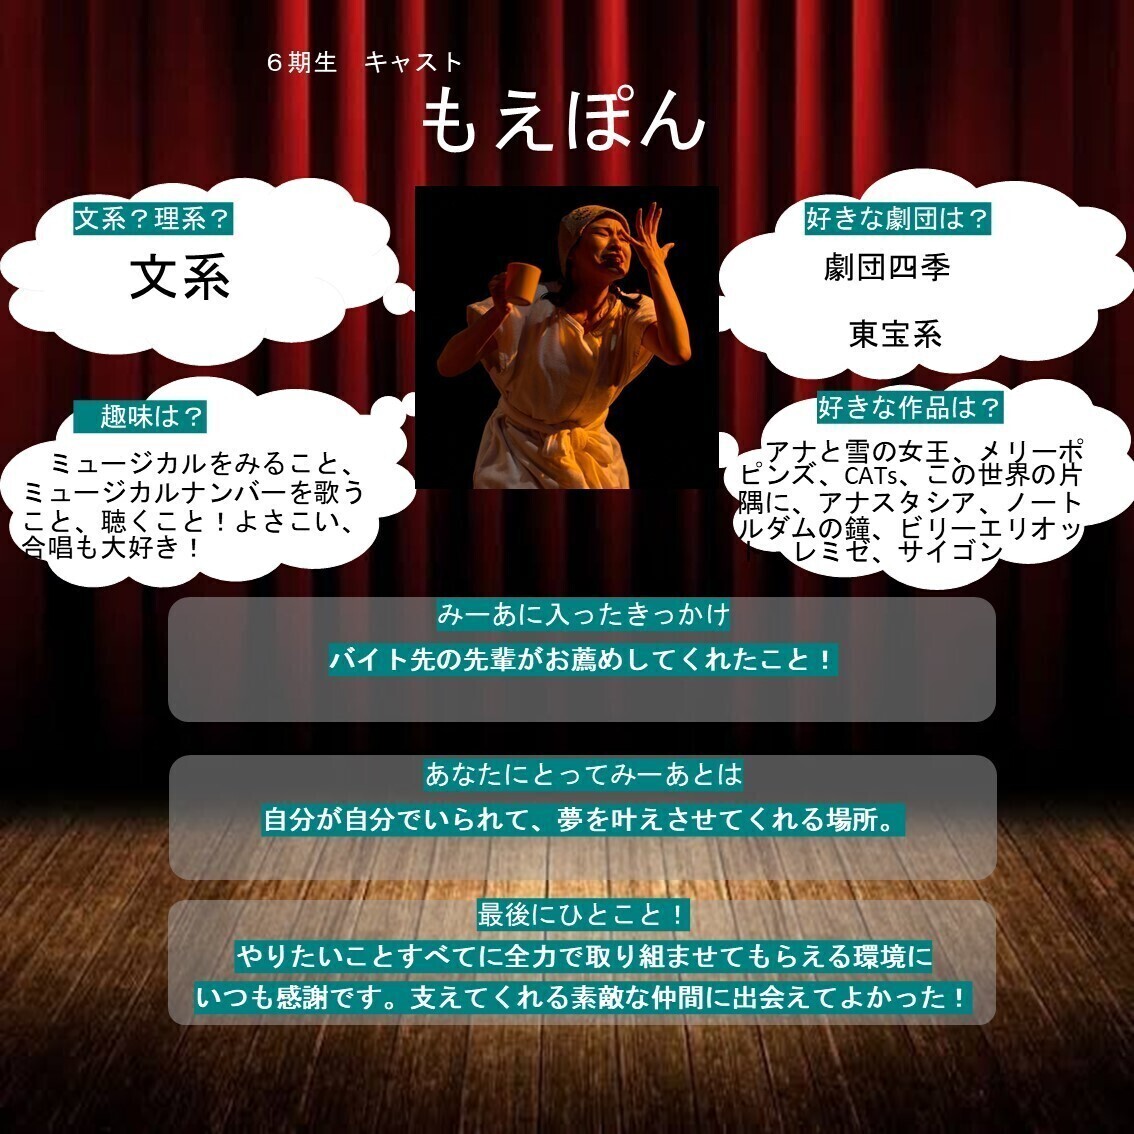 ６期生　キャスト
もえぽん
文系？理系？
文系
好きな劇団は？
劇団四季
東宝系
趣味は？
ミュージカルをみること、
ミュージカルナンバーを歌う
こと、聴くこと！よさこい、
合唱も大好き！
好きな作品は？
アナと雪の女王、メリーポ
ピンズ、CATs、この世界の片
隅に、アナスタシア、ノート
ルダムの鐘、ビリーエリオッ
レミゼ、サイゴン
みーあに入ったきっかけ
バイト先の先輩がお薦めしてくれたこと！
あなたにとってみーあとは
自分が自分でいられて、夢を叶えさせてくれる場所。
最後にひとこと！
やりたいことすべてに全力で取り組ませてもらえる環境に
いつも感謝です。支えてくれる素敵な仲間に出会えてよかった！